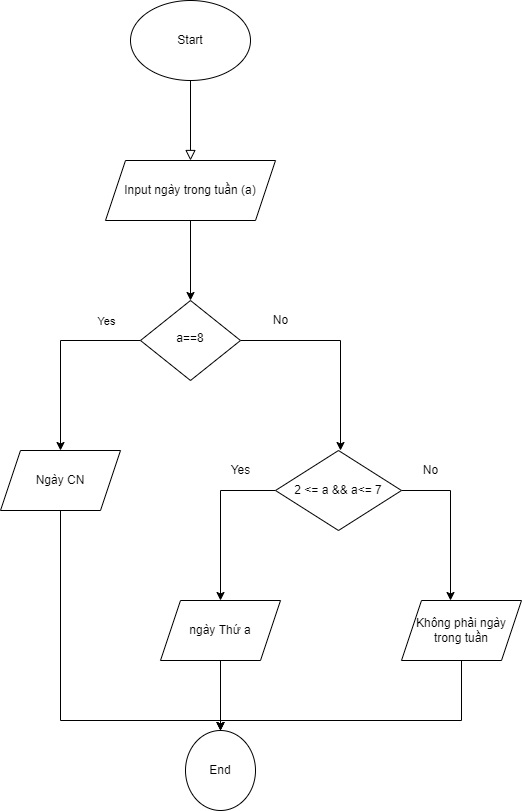 Start
Input ngày trong tuần (a)
Yes
No
a==8
Ngày CN
Yes
No
2 <= a && a<= 7
ngày Thứ a
Không phải ngày
trong tuần
End